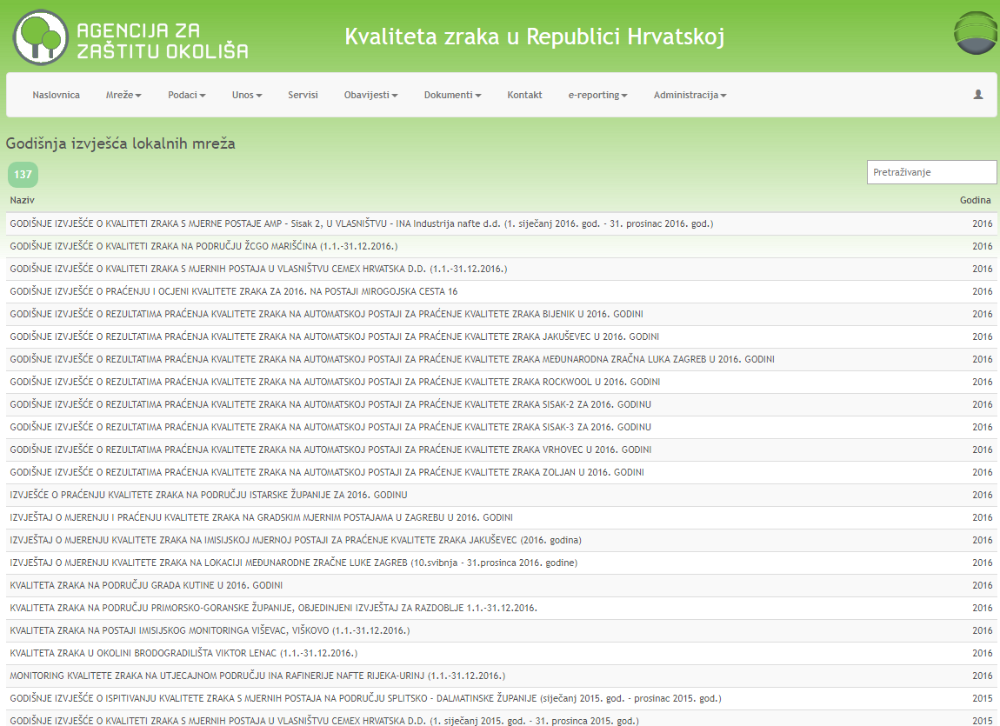 AGENCIJA ZA
ZAŠTITU OKOLIŠA
Kvaliteta zraka u Republici Hrvatskoj
Naslovnica Mreže Podaci Unos Servisi Obavijesti Dokumenti Kontakt e-reporting Administracija
Godišnja izvješća lokalnih mreža
137 Pretraživanje
Naziv Godina
GODIŠNJE IZVJEŠĆE O KVALITETI ZRAKA S MJERNE POSTAJE AMP – Sisak 2, U VLASNIŠTVU - INA Industrija nafte d.d. (1. siječanj 2016. god. - 31. prosinac 2016. god.) 2016
GODIŠNJE IZVJEŠĆE O KVALITETI ZRAKA NA PODRUČJU ŽCGO MARIŠĆINA (1.1.-31.12.2016.) 2016
GODIŠNJE IZVJEŠĆE O KVALITETI ZRAKA S MJERNIH POSTAJA U VLASNIŠTVU CEMEX HRVATSKA D.D. (1.1.-31.12.2016.) 2016
GODIŠNJE IZVJEŠĆE O PRAĆENJU I OCJENI KVALITETE ZRAKA ZA 2016. NA POSTAJI MIROGOJSKA CESTA 16 2016
GODIŠNJE IZVJEŠĆE O REZULTATIMA PRAĆENJA KVALITETE ZRAKA NA AUTOMATSKOJ POSTAJI ZA PRAĆENJE KVALITETE ZRAKA BIJENIK U 2016. GODINI 2016
GODIŠNJE IZVJEŠĆE O REZULTATIMA PRAĆENJA KVALITETE ZRAKA NA AUTOMATSKOJ POSTAJI ZA PRAĆENJE KVALITETE ZRAKA JAKUŠEVEC U 2016. GODINI 2016
GODIŠNJE IZVJEŠĆE O REZULTATIMA PRAĆENJA KVALITETE ZRAKA NA AUTOMATSKOJ POSTAJI ZA PRAĆENJE KVALITETE ZRAKA MEĐUNARODNA ZRAČNA LUKA ZAGREB U 2016. GODINI 2016
GODIŠNJE IZVJEŠĆE O REZULTATIMA PRAĆENJA KVALITETE ZRAKA NA AUTOMATSKOJ POSTAJI ZA PRAĆENJE KVALITETE ZRAKA ROCKWOOL U 2016. GODINI 2016
GODIŠNJE IZVJEŠĆE O REZULTATIMA PRAĆENJA KVALITETE ZRAKA NA AUTOMATSKOJ POSTAJI ZA PRAĆENJE KVALITETE ZRAKA SISAK-2 ZA 2016. GODINU 2016
GODIŠNJE IZVJEŠĆE O REZULTATIMA PRAĆENJA KVALITETE ZRAKA NA AUTOMATSKOJ POSTAJI ZA PRAĆENJE KVALITETE ZRAKA SISAK-3 ZA 2016. GODINU 2016
GODIŠNJE IZVJEŠĆE O REZULTATIMA PRAĆENJA KVALITETE ZRAKA NA AUTOMATSKOJ POSTAJI ZA PRAĆENJE KVALITETE ZRAKA VRHOVEC U 2016. GODINI 2016
GODIŠNJE IZVJEŠĆE O REZULTATIMA PRAĆENJA KVALITETE ZRAKA NA AUTOMATSKOJ POSTAJI ZA PRAĆENJE KVALITETE ZRAKA ZOLJAN U 2016. GODINI 2016
IZVJEŠĆE O PRAĆENJU KVALITETE ZRAKA NA PODRUČJU ISTARSKE ŽUPANIJE ZA 2016. GODINU 2016
IZVJEŠTAJ O MJERENJU I PRAĆENJU KVALITETE ZRAKA NA GRADSKIM MJERNIM POSTAJAMA U ZAGREBU U 2016. GODINI 2016
IZVJEŠTAJ O MJERENJU KVALITETE ZRAKA NA IMISIJSKOJ MJERNOJ POSTAJI ZA PRAĆENJE KVALITETE ZRAKA JAKUŠEVEC (2016. godina) 2016
IZVJEŠTAJ O MJERENJU KVALITETE ZRAKA NA LOKACIJI MEĐUNARODNE ZRAČNE LUKE ZAGREB (10.svibnja - 31.prosinca 2016. godine) 2016
KVALITETA ZRAKA NA PODRUČJU GRADA KUTINE U 2016. GODINI 2016
KVALITETA ZRAKA NA PODRUČJU PRIMORSKO-GORANSKE ŽUPANIJE, OBJEDINJENI IZVJEŠTAJ ZA RAZDOBLJE 1.1.-31.12.2016. 2016
KVALITETA ZRAKA NA POSTAJI IMISIJSKOG MONITORINGA VIŠEVAC, VIŠKOVO (1.1.-31.12.2016.) 2016
KVALITETA ZRAKA U OKOLINI BRODOGRADILIŠTA VIKTOR LENAC (1.1.-31.12.2016.) 2016
MONITORING KVALITETE ZRAKA NA UTJECAJNOM PODRUČJU INA RAFINERIJE NAFTE RIJEKA-URINJ (1.1.-31.12.2016.) 2016
GODIŠNJE IZVJEŠĆE O ISPITIVANJU KVALITETE ZRAKA S MJERNIH POSTAJA NA PODRUČJU SPLITSKO - DALMATINSKE ŽUPANIJE (siječanj 2015. god. - prosinac 2015. god.) 2015
GODIŠNJE IZVJEŠĆE O KVALITETI ZRAKA S MJERNIH POSTAJA U VLASNIŠTVU CEMEX HRVATSKA D.D. (1. siječanj 2015. god. - 31. prosinca 2015. god.) 2015